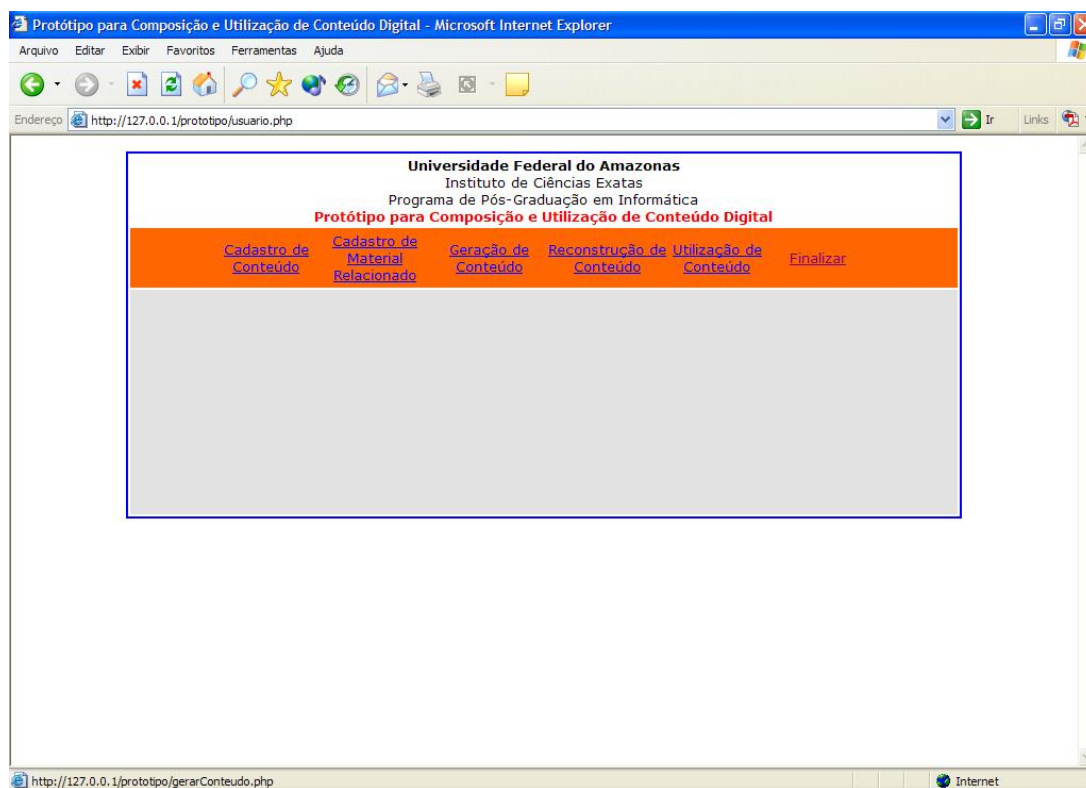 Protótipo para Composição e Utilização de Conteúdo Digital - Microsoft Internet Explorer
Arquivo Editar Exibir Favoritos Ferramentas Ajuda
Endereço http://127.0.0.1/prototipo/usuario.php Ir Links
Universidade Federal do Amazonas
Instituto de Ciências Exatas
Programa de Pós-Graduação em Informática
Protótipo para Composição e Utilização de Conteúdo Digital
Cadastro de
Conteúdo
Cadastro de
Material
Relacionado
Geração de
Conteúdo
Reconstrução de
Conteúdo
Utilização de
Conteúdo
Finalizar
http://127.0.0.1/prototipo/gerarConteudo.php Internet